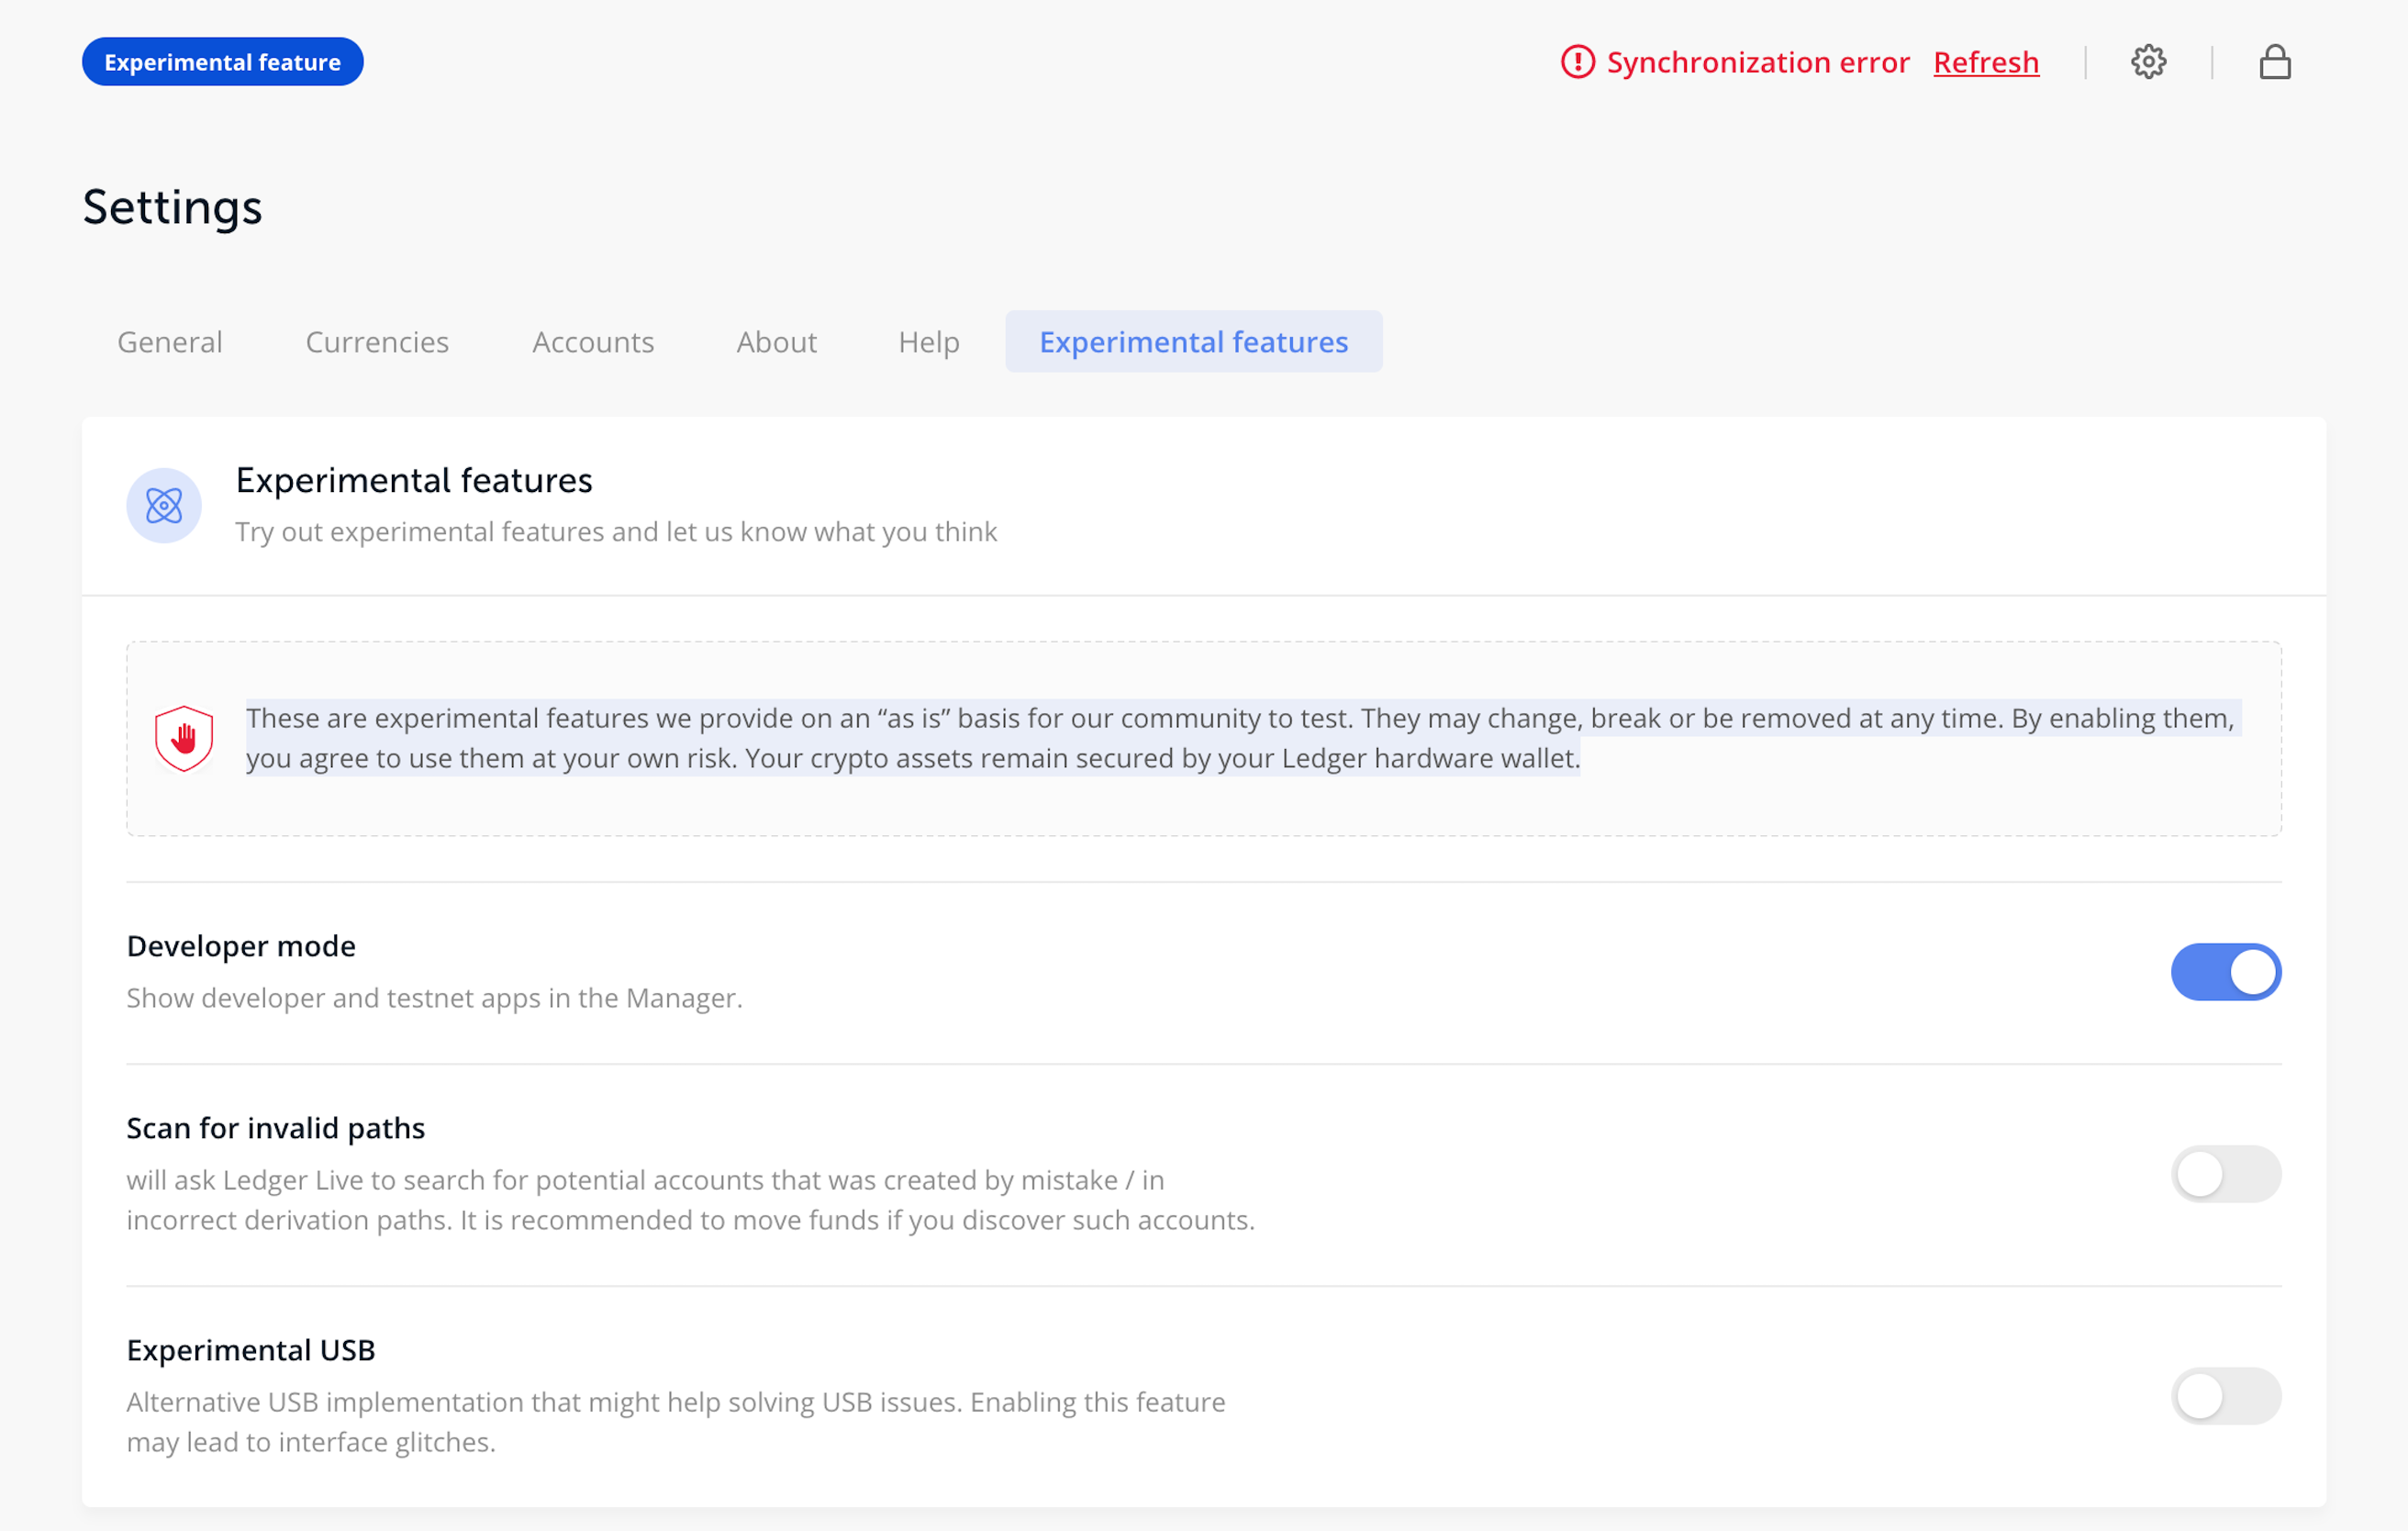 Experimental feature
Synchronization error Refresh
Settings
General Currencies Accounts About Help Experimental features
Experimental features
Try out experimental features and let us know what you think
These are experimental features we provide on an “as is” basis for our community to test. They may change, break or be removed at any time. By enabling them,
you agree to use them at your own risk. Your crypto assets remain secured by your Ledger hardware wallet.
Developer mode
Show developer and testnet apps in the Manager.
Scan for invalid paths
will ask Ledger Live to search for potential accounts that was created by mistake / in
incorrect derivation paths. It is recommended to move funds if you discover such accounts.
Experimental USB
Alternative USB implementation that might help solving USB issues. Enabling this feature
may lead to interface glitches.